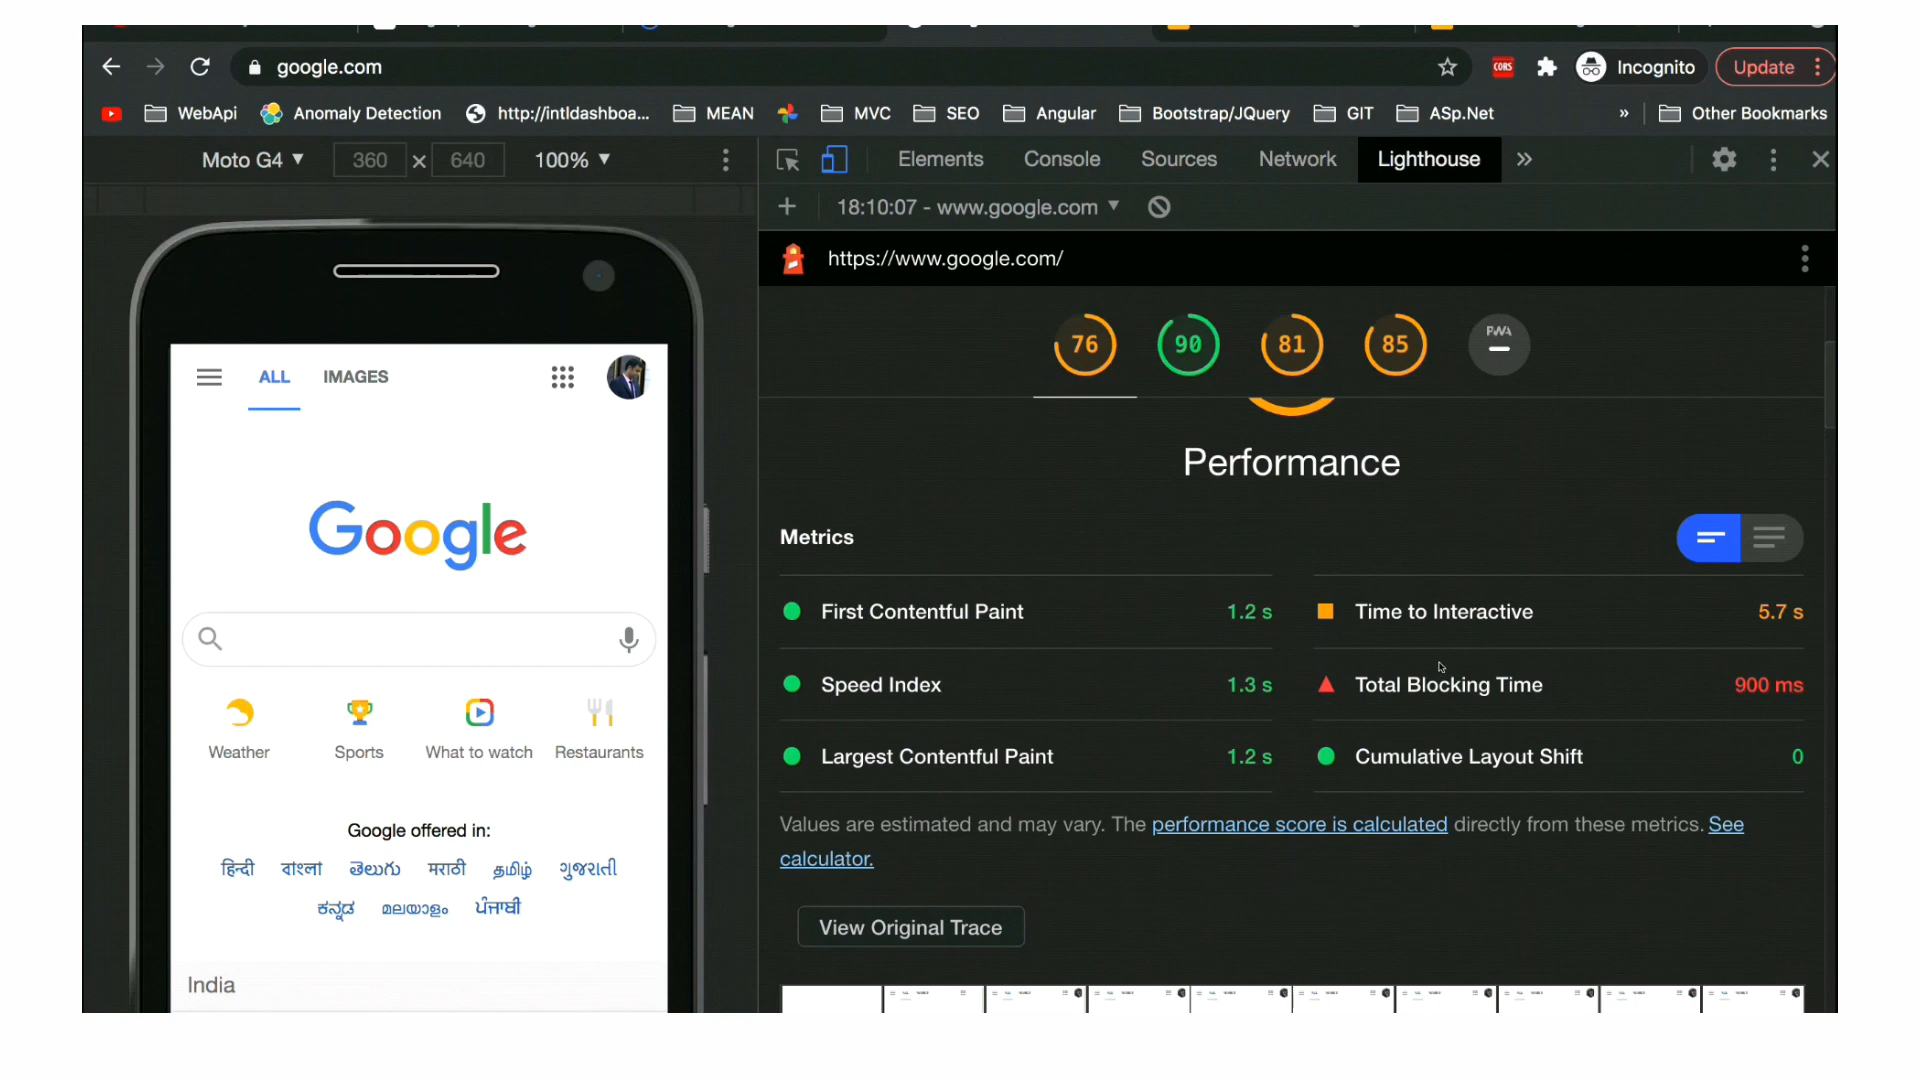 google.com
CORS
Incognito
Update
WebApi
Anomaly Detection
http://intldashboa...
MEAN
MVC
SEO
Angular
Bootstrap/JQuery
GIT
ASp.Net
»
Other Bookmarks
Moto G4 360 × 640 100%
Elements Console Sources Network Lighthouse »
18:10:07 - www.google.com
https://www.google.com/
76 90 81 85 PWA
ALL IMAGES
Google
Weather Sports What to watch Restaurants
Google offered in:
हिन्दी বাংলা తెలుగు मराठी தமிழ் ગુજરાતી
ಕನ್ನಡ മലയാളം ਪੰਜਾਬੀ
India
Performance
Metrics
First Contentful Paint 1.2 s
Time to Interactive 5.7 s
Speed Index 1.3 s
Total Blocking Time 900 ms
Largest Contentful Paint 1.2 s
Cumulative Layout Shift 0
Values are estimated and may vary. The performance score is calculated directly from these metrics. See
calculator.
View Original Trace